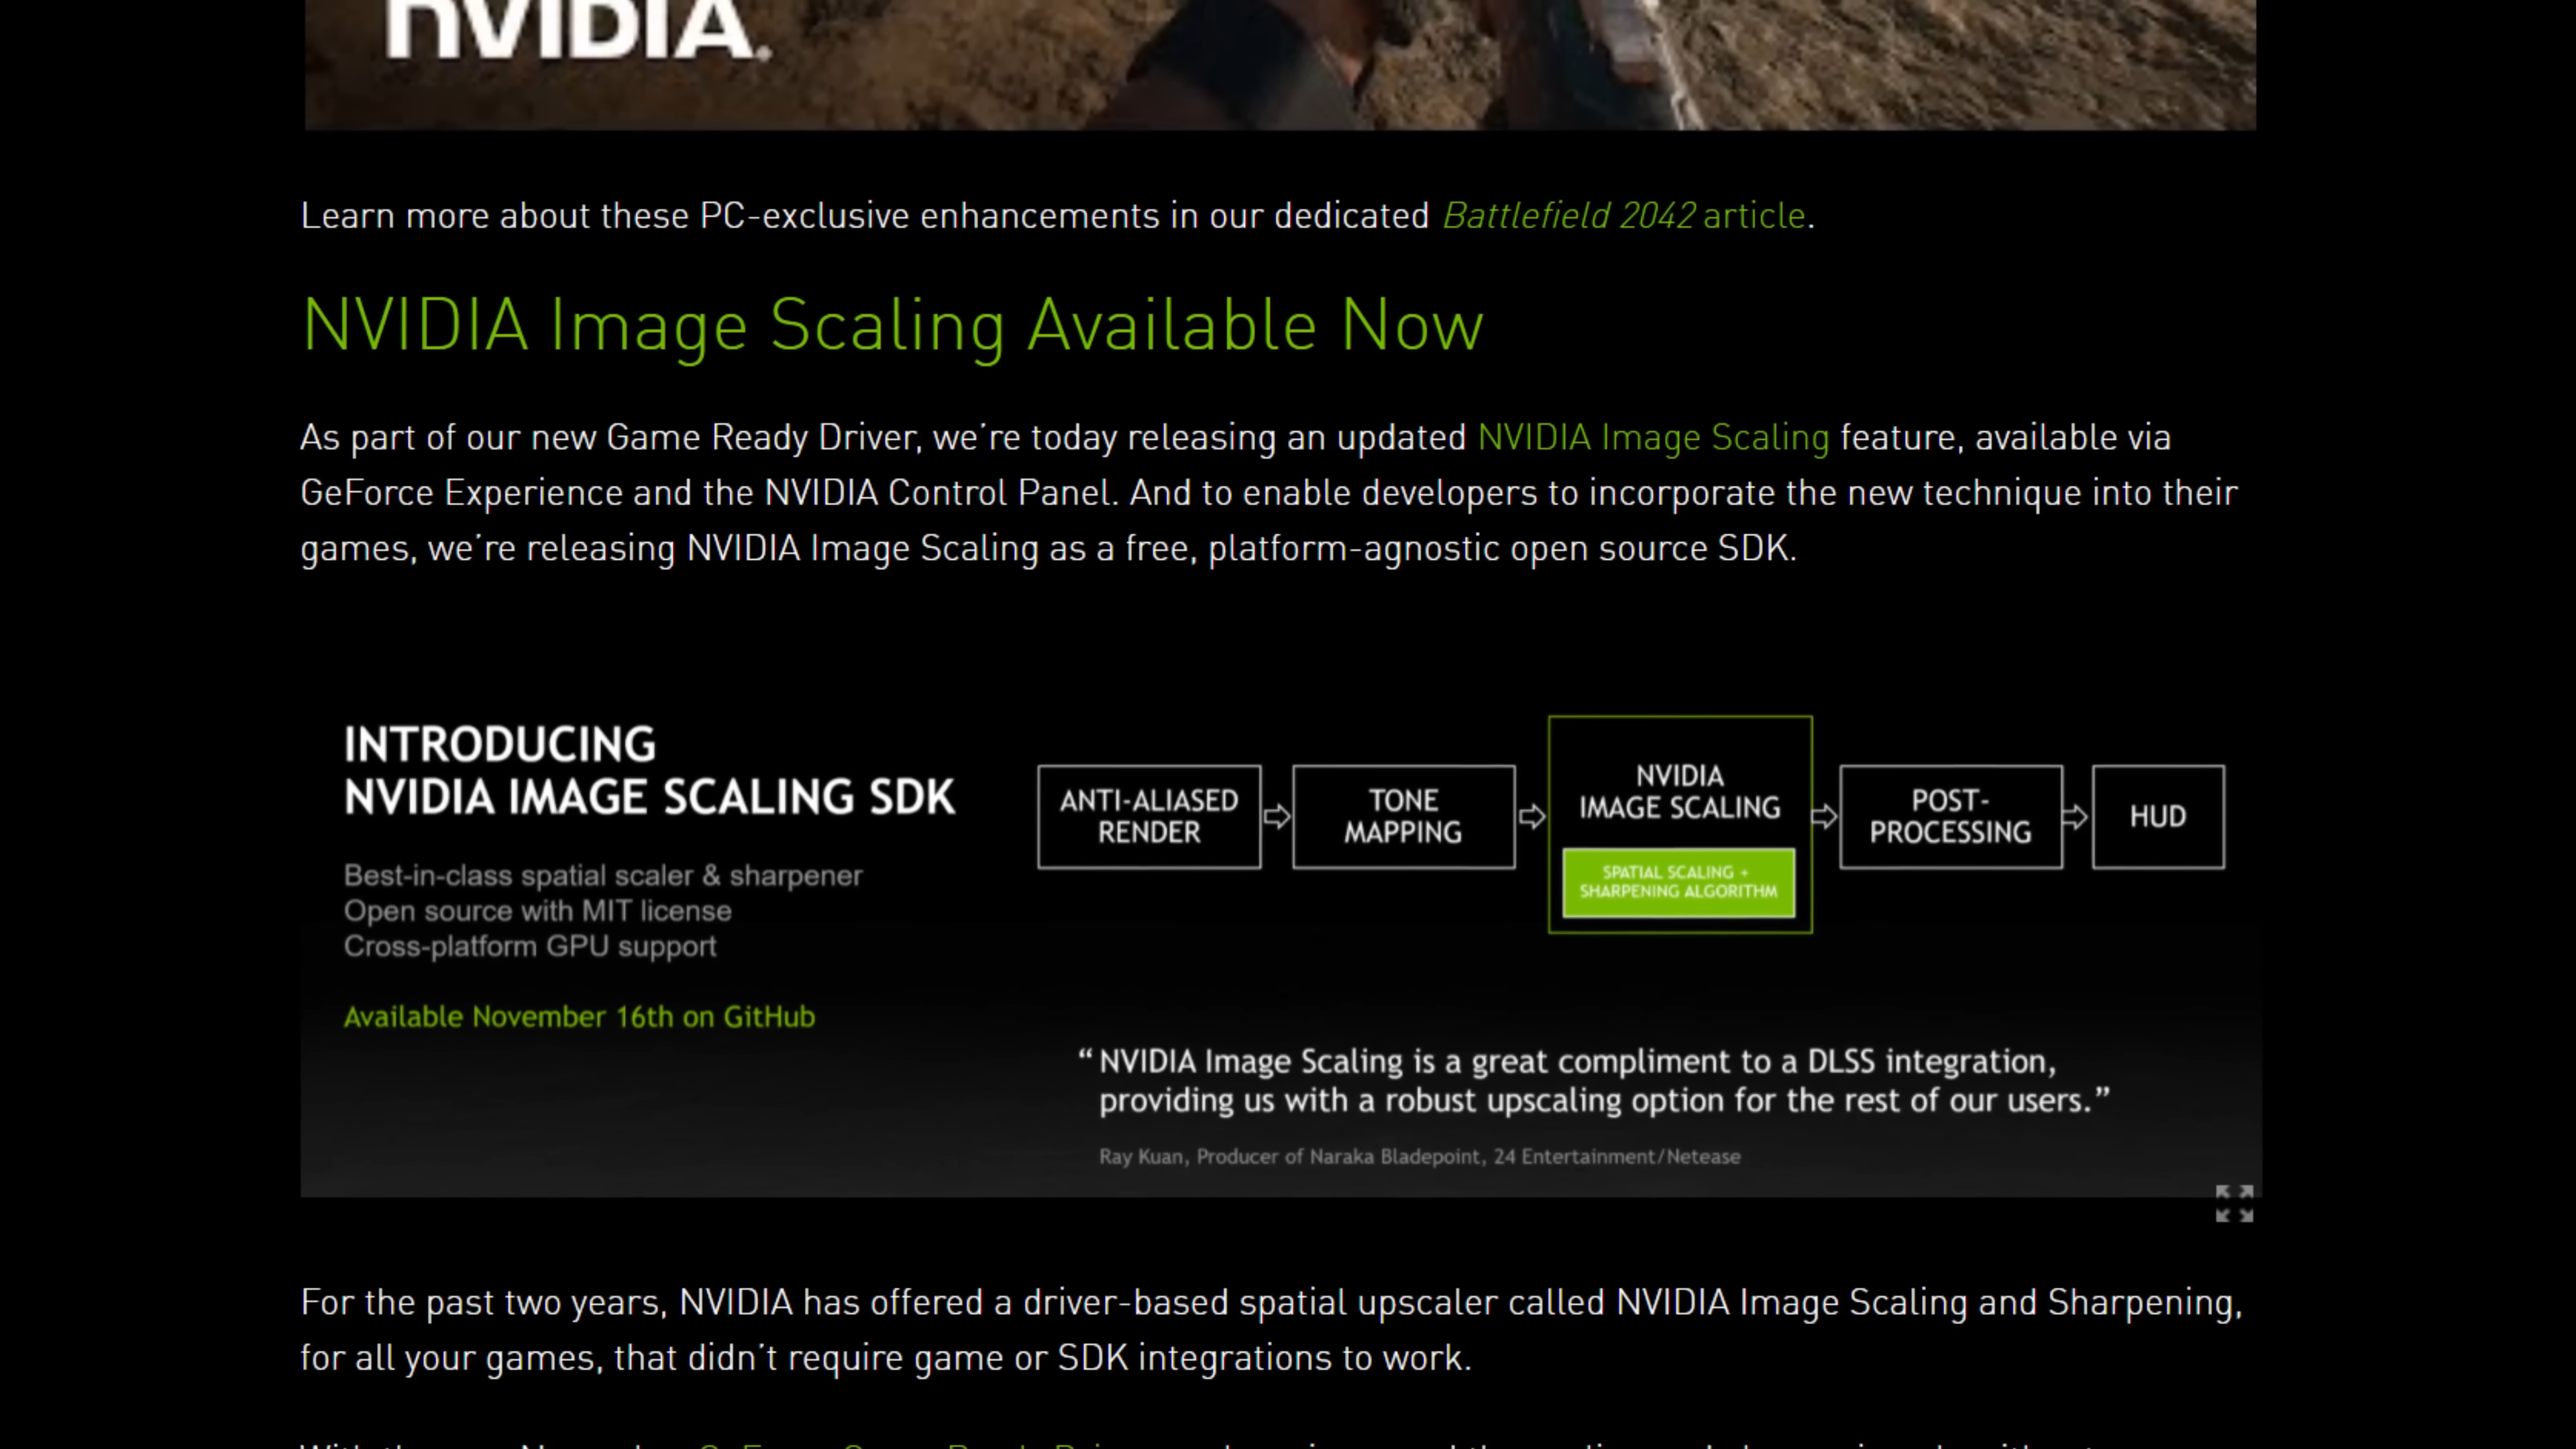 nVIDIA.
Learn more about these PC-exclusive enhancements in our dedicated Battlefield 2042 article.
NVIDIA Image Scaling Available Now
As part of our new Game Ready Driver, we're today releasing an updated NVIDIA Image Scaling feature, available via
GeForce Experience and the NVIDIA Control Panel. And to enable developers to incorporate the new technique into their
games, we're releasing NVIDIA Image Scaling as a free, platform-agnostic open source SDK.
INTRODUCING
NVIDIA IMAGE SCALING SDK
Best-in-class spatial scaler & sharpener
Open source with MIT license
Cross-platform GPU support
Available November 16th on GitHub
ANTI-ALIASED
RENDER
TONE
MAPPING
NVIDIA
IMAGE SCALING
SPATIAL SCALING +
SHARPENING ALGORITHM
POST-
PROCESSING
HUD
“NVIDIA Image Scaling is a great compliment to a DLSS integration,
providing us with a robust upscaling option for the rest of our users.”
Ray Kuan, Producer of Naraka Bladepoint, 24 Entertainment/Netease
For the past two years, NVIDIA has offered a driver-based spatial upscaler called NVIDIA Image Scaling and Sharpening,
for all your games, that didn't require game or SDK integrations to work.